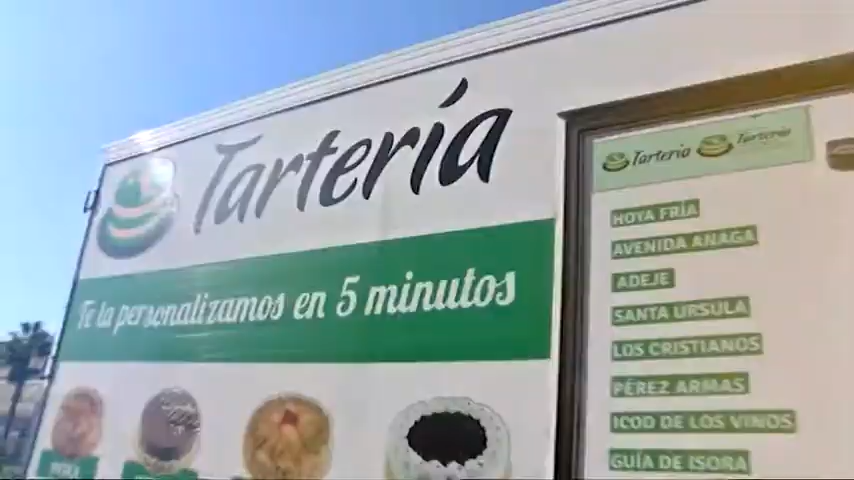 Tartería
Te la personalizamos en 5 minutos
Tartería Tartería
HOYA FRÍA
AVENIDA ANAGA
ADEJE
SANTA URSULA
LOS CRISTIANOS
PÉREZ ARMAS
ICOD DE LOS VINOS
GUÍA DE ISORA